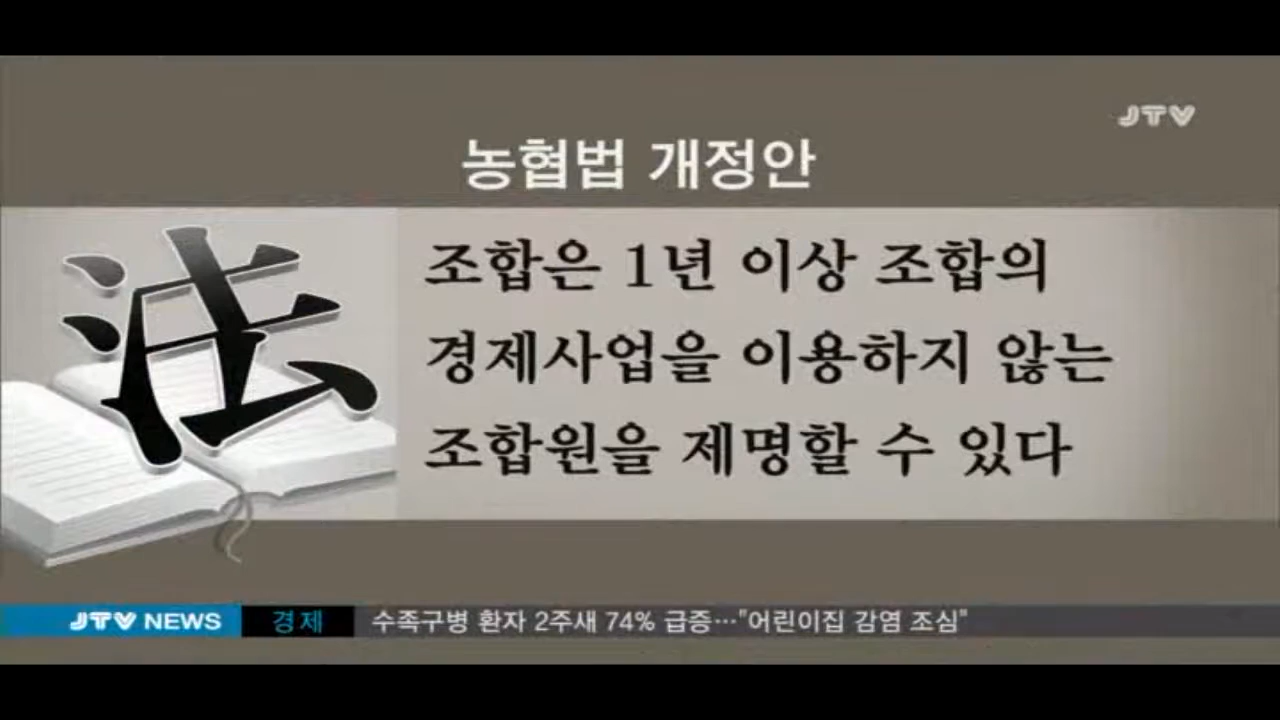 JTV
농협법 개정안
法
조합은 1년 이상 조합의
경제사업을 이용하지 않는
조합원을 제명할 수 있다
JTV NEWS 경제 수족구병 환자 2주새 74% 급증…"어린이집 감염 조심"